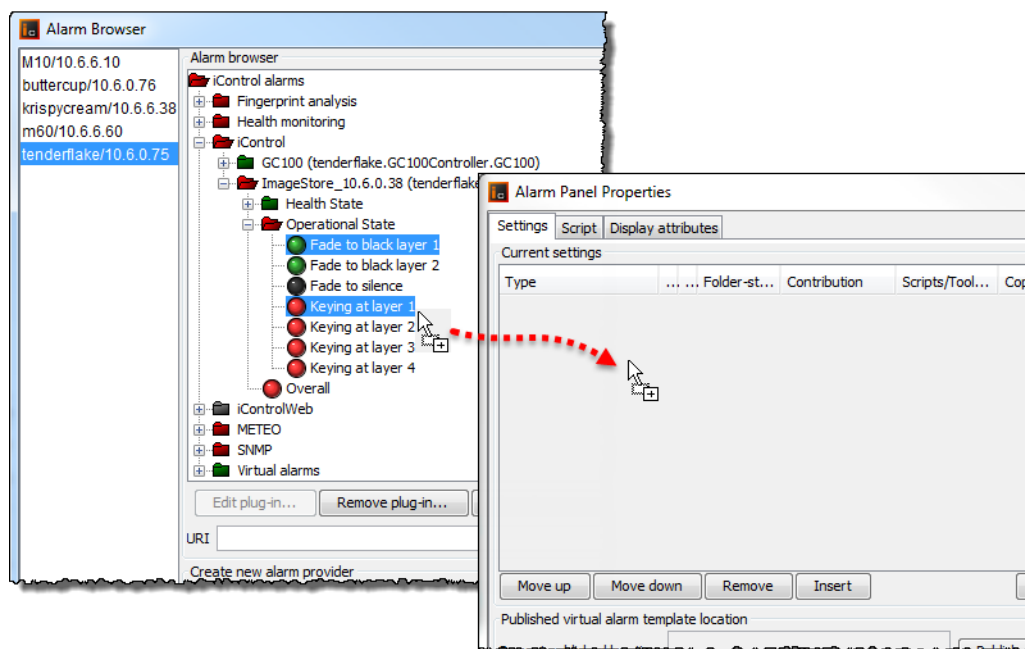 Alarm Browser
M10/10.6.6.10
buttercup/10.6.0.76
krispycream/10.6.6.38
m60/10.6.6.60
tenderflake/10.6.0.75
Alarm browser
iControl alarms
Fingerprint analysis
Health monitoring
iControl
GC100 (tenderflake.GC100Controller.GC100)
ImageStore_10.6.0.38 (tenderflake
Health State
Operational State
Fade to black layer 1
Fade to black layer 2
Fade to silence
Keying at layer 1
Keying at layer 2
Keying at layer 3
Keying at layer 4
Overall
iControlWeb
METEO
SNMP
Virtual alarms
Edit plug-in... Remove plug-in...
URI
Create new alarm provider
Alarm Panel Properties
Settings Script Display attributes
Current settings
Type ... ... Folder-st... Contribution Scripts/Tool... Cop
Move up Move down Remove Insert
Published virtual alarm template location